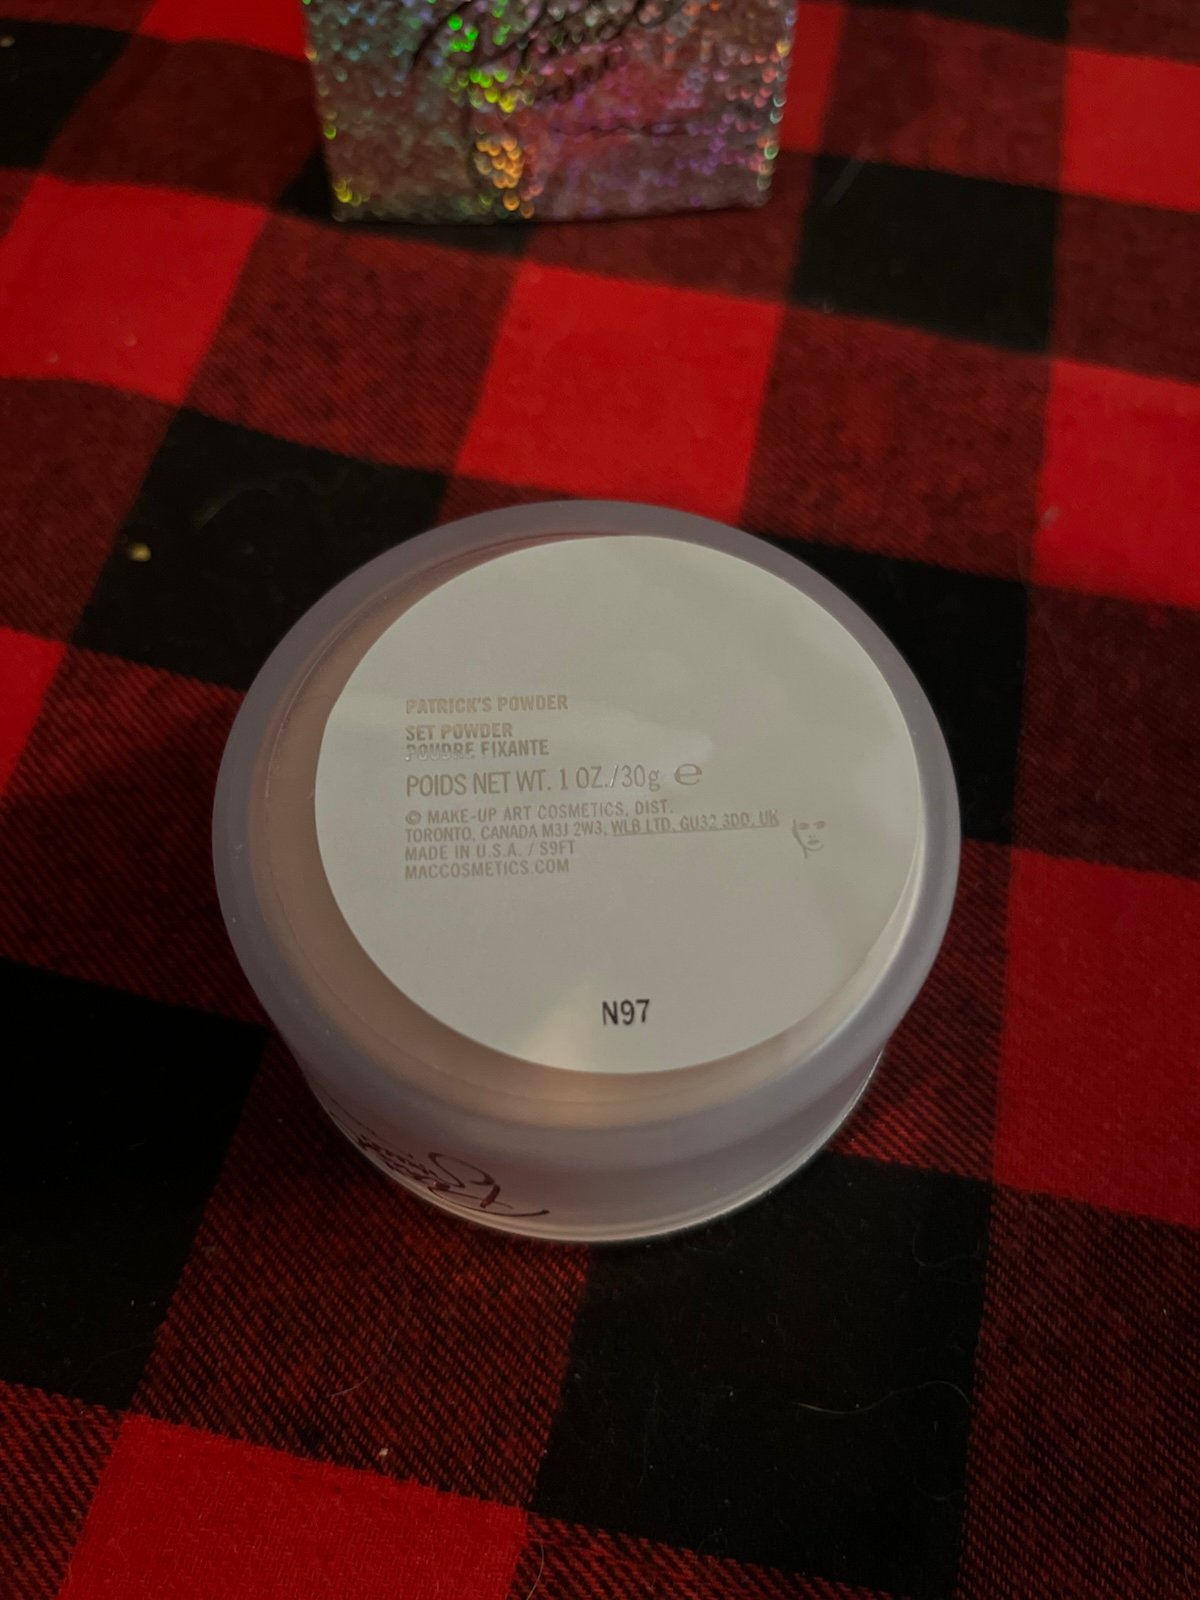 PATRICK'S POWDER
SET POWDER
POUDRE FIXANTE
POIDS NET WT. 1 OZ./30g ℮
© MAKE-UP ART COSMETICS, DIST.
TORONTO, CANADA M3J 2W3, WLB LTD, GU32 3DD, UK
MADE IN U.S.A. / S9FT
MACCOSMETICS.COM
N97